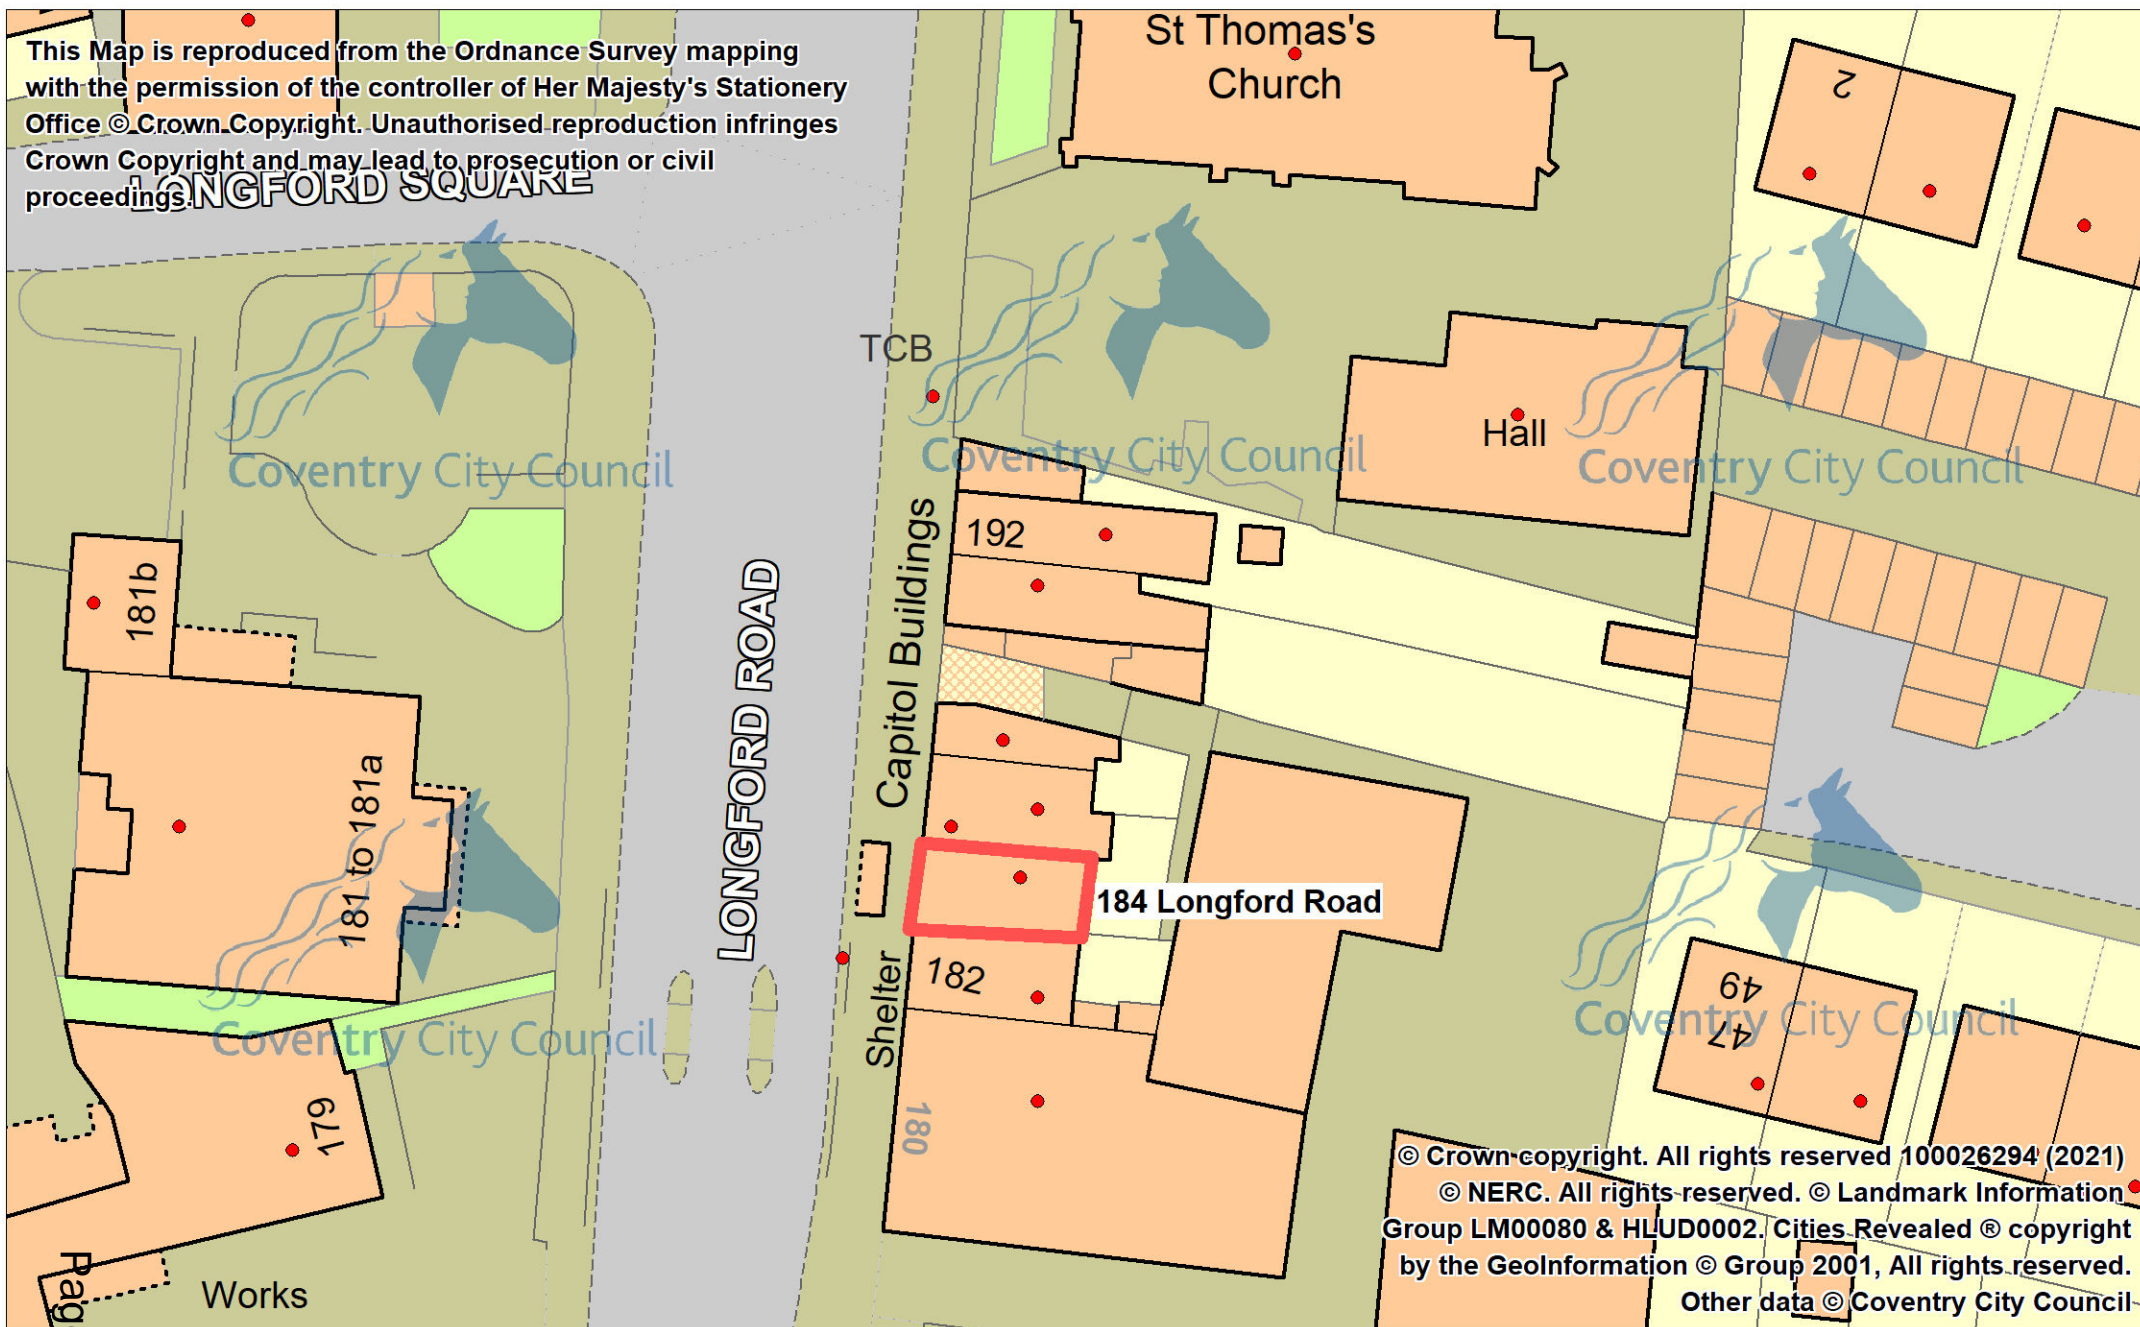 This Map is reproduced from the Ordnance Survey mapping
with the permission of the controller of Her Majesty's Stationery
Office © Crown Copyright. Unauthorised reproduction infringes
Crown Copyright and may lead to prosecution or civil
proceedings.
LONGFORD SQUARE
St Thomas's
Church
2
TCB
Hall
Coventry City Council
Coventry City Council
Coventry City Council
Capitol Buildings
192
181b
LONGFORD ROAD
181 to 181a
184 Longford Road
182
Shelter
49
47
Coventry City Council
Coventry City Council
179
180
Works
Pag
© Crown copyright. All rights reserved 100026294 (2021)
© NERC. All rights reserved. © Landmark Information
Group LM00080 & HLUD0002. Cities Revealed ® copyright
by the GeoInformation © Group 2001, All rights reserved.
Other data © Coventry City Council